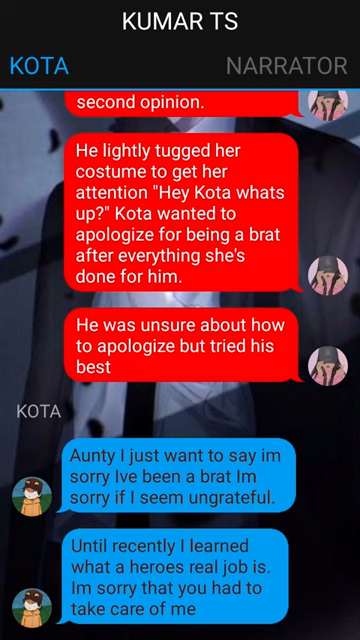 KUMAR TS
KOTA
NARRATOR
second opinion.
He lightly tugged her
costume to get her
attention "Hey Kota whats
up?" Kota wanted to
apologize for being a brat
after everything she's
done for him.
He was unsure about how
to apologize but tried his
best
KOTA
Aunty I just want to say im
sorry Ive been a brat Im
sorry if I seem ungrateful.
Until recently I learned
what a heroes real job is.
Im sorry that you had to
take care of me